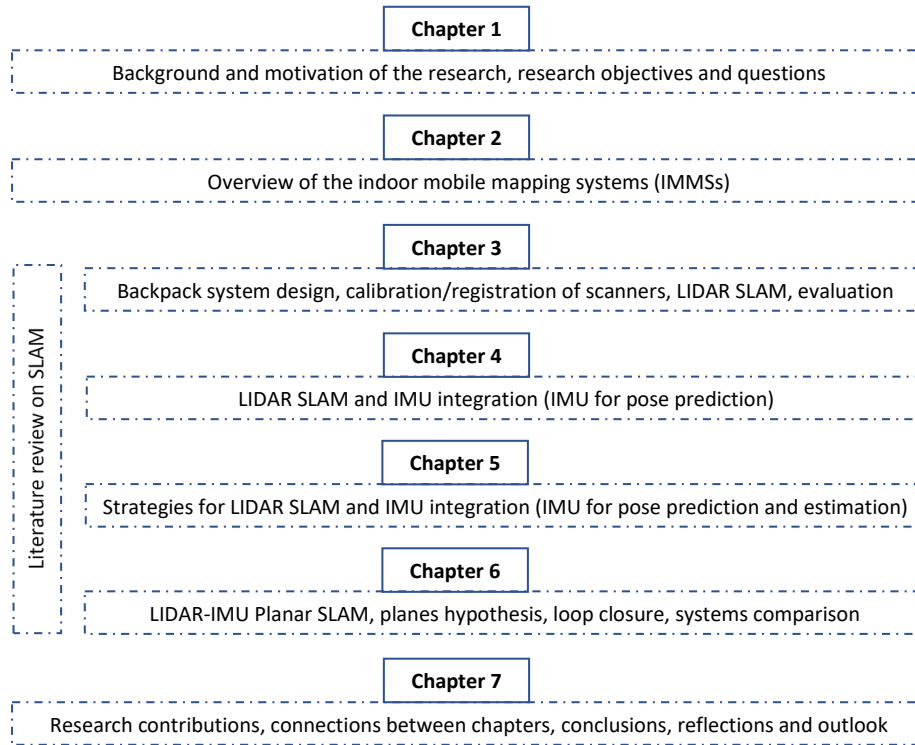 Chapter 1
Background and motivation of the research, research objectives and questions
Chapter 2
Overview of the indoor mobile mapping systems (IMMSs)
Literature review on SLAM
Chapter 3
Backpack system design, calibration/registration of scanners, LIDAR SLAM, evaluation
Chapter 4
LIDAR SLAM and IMU integration (IMU for pose prediction)
Chapter 5
Strategies for LIDAR SLAM and IMU integration (IMU for pose prediction and estimation)
Chapter 6
LIDAR-IMU Planar SLAM, planes hypothesis, loop closure, systems comparison
Chapter 7
Research contributions, connections between chapters, conclusions, reflections and outlook